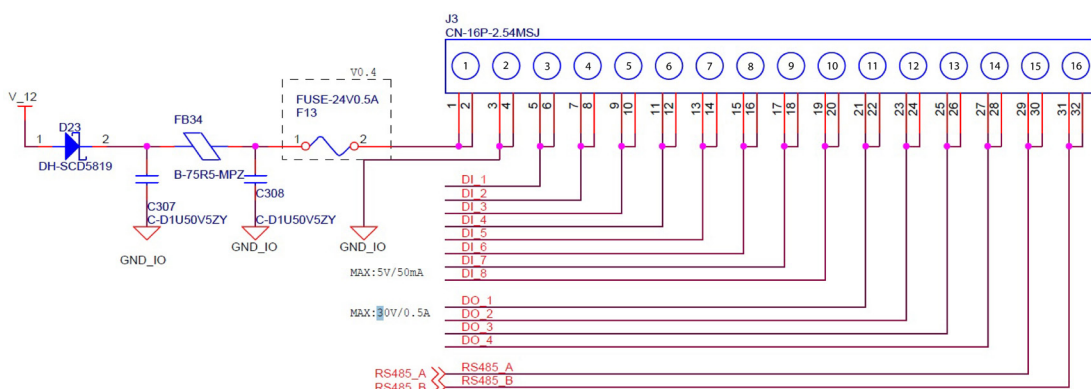 J3
CN-16P-2.54MSJ
1 2 3 4 5 6 7 8 9 10 11 12 13 14 15 16
V0.4
FUSE-24V0.5A
F13
V_12
D23
FB34
1 2
1 2
1 2 3 4 5 6 7 8 9 10 11 12 13 14 15 16 17 18 19 20 21 22 23 24 25 26 27 28 29 30 31 32
DH-SCD5819
B-75R5-MPZ
C307
C-D1U50V5ZY
C308
C-D1U50V5ZY
GND_IO
GND_IO
GND_IO
DI_1
DI_2
DI_3
DI_4
DI_5
DI_6
DI_7
MAX:5V/50mA
DI_8
DO_1
MAX:30V/0.5A
DO_2
DO_3
DO_4
RS485_A
RS485_A
RS485_B
RS485_B